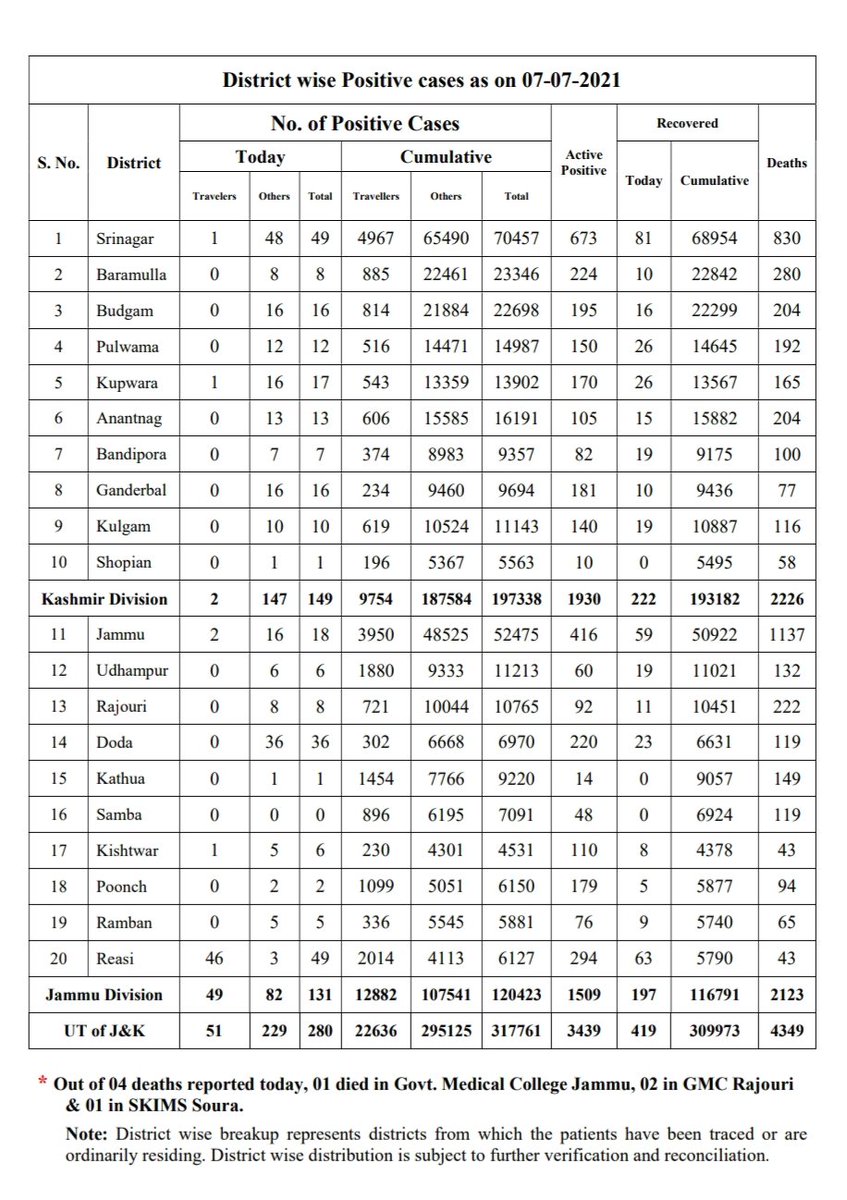 District wise Positive cases as on 07-07-2021
S. No. District No. of Positive Cases Active Positive Recovered Deaths
Today Cumulative Today Cumulative
Travelers Others Total Travellers Others Total
1 Srinagar 1 48 49 4967 65490 70457 673 81 68954 830
2 Baramulla 0 8 8 885 22461 23346 224 10 22842 280
3 Budgam 0 16 16 814 21884 22698 195 16 22299 204
4 Pulwama 0 12 12 516 14471 14987 150 26 14645 192
5 Kupwara 1 16 17 543 13359 13902 170 26 13567 165
6 Anantnag 0 13 13 606 15585 16191 105 15 15882 204
7 Bandipora 0 7 7 374 8983 9357 82 19 9175 100
8 Ganderbal 0 16 16 234 9460 9694 181 10 9436 77
9 Kulgam 0 10 10 619 10524 11143 140 19 10887 116
10 Shopian 0 1 1 196 5367 5563 10 0 5495 58
Kashmir Division 2 147 149 9754 187584 197338 1930 222 193182 2226
11 Jammu 2 16 18 3950 48525 52475 416 59 50922 1137
12 Udhampur 0 6 6 1880 9333 11213 60 19 11021 132
13 Rajouri 0 8 8 721 10044 10765 92 11 10451 222
14 Doda 0 36 36 302 6668 6970 220 23 6631 119
15 Kathua 0 1 1 1454 7766 9220 14 0 9057 149
16 Samba 0 0 0 896 6195 7091 48 0 6924 119
17 Kishtwar 1 5 6 230 4301 4531 110 8 4378 43
18 Poonch 0 2 2 1099 5051 6150 179 5 5877 94
19 Ramban 0 5 5 336 5545 5881 76 9 5740 65
20 Reasi 46 3 49 2014 4113 6127 294 63 5790 43
Jammu Division 49 82 131 12882 107541 120423 1509 197 116791 2123
UT of J&K 51 229 280 22636 295125 317761 3439 419 309973 4349
* Out of 04 deaths reported today, 01 died in Govt. Medical College Jammu, 02 in GMC Rajouri
& 01 in SKIMS Soura.
Note: District wise breakup represents districts from which the patients have been traced or are
ordinarily residing. District wise distribution is subject to further verification and reconciliation.